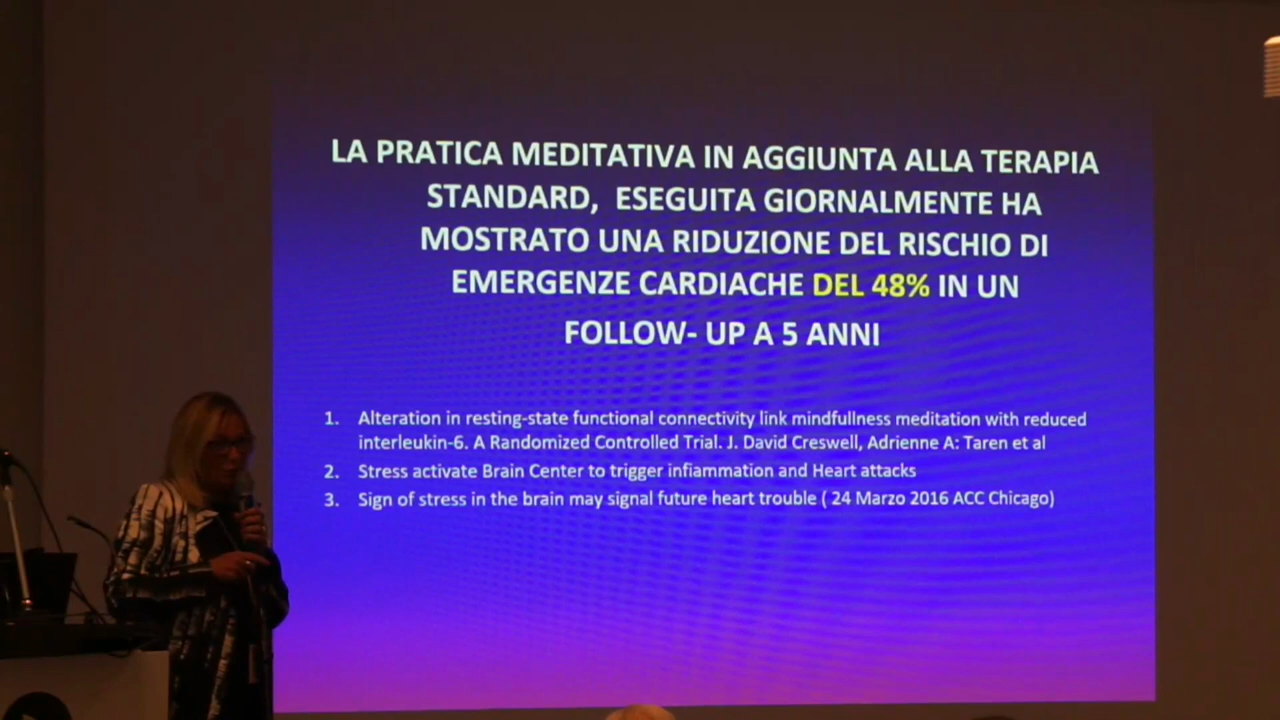 LA PRATICA MEDITATIVA IN AGGIUNTA ALLA TERAPIA
STANDARD, ESEGUITA GIORNALMENTE HA
MOSTRATO UNA RIDUZIONE DEL RISCHIO DI
EMERGENZE CARDIACHE DEL 48% IN UN
FOLLOW- UP A 5 ANNI
1. Alteration in resting-state functional connectivity link mindfullness meditation with reduced
interleukin-6. A Randomized Controlled Trial. J. David Creswell, Adrienne A: Taren et al
2. Stress activate Brain Center to trigger infiammation and Heart attacks
3. Sign of stress in the brain may signal future heart trouble ( 24 Marzo 2016 ACC Chicago)